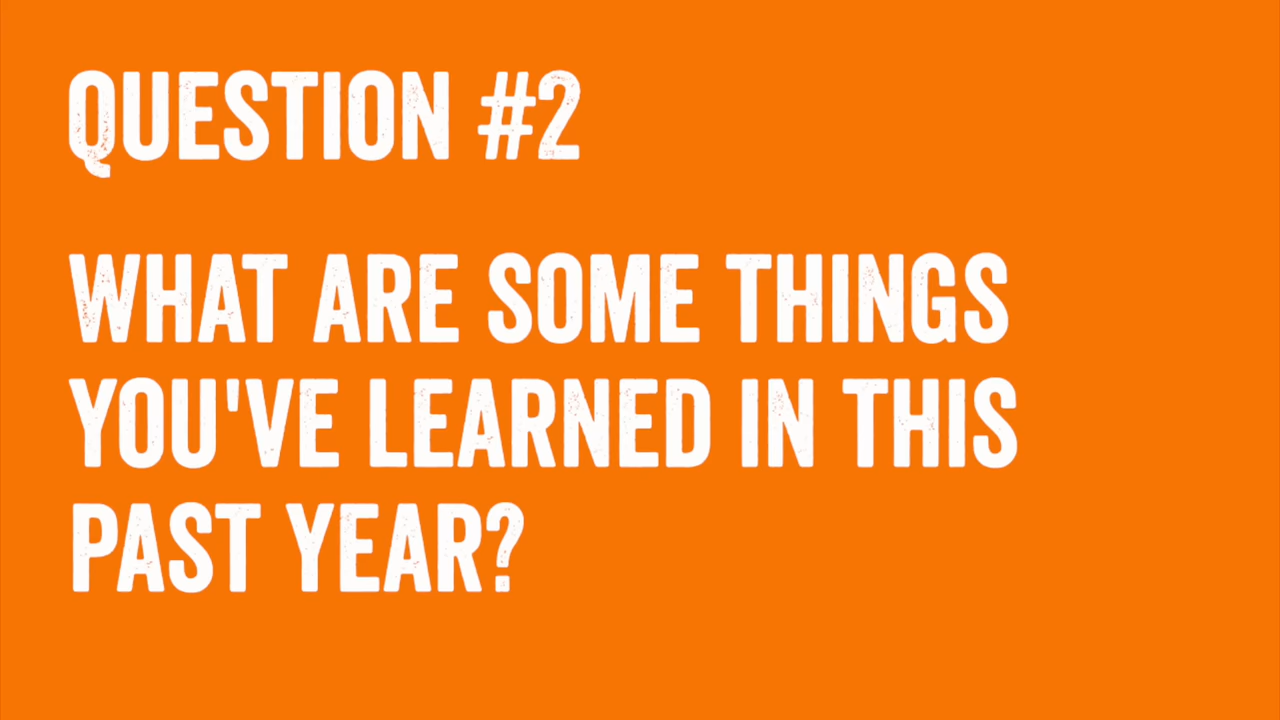 QUESTION #2
WHAT ARE SOME THINGS
YOU'VE LEARNED IN THIS
PAST YEAR?